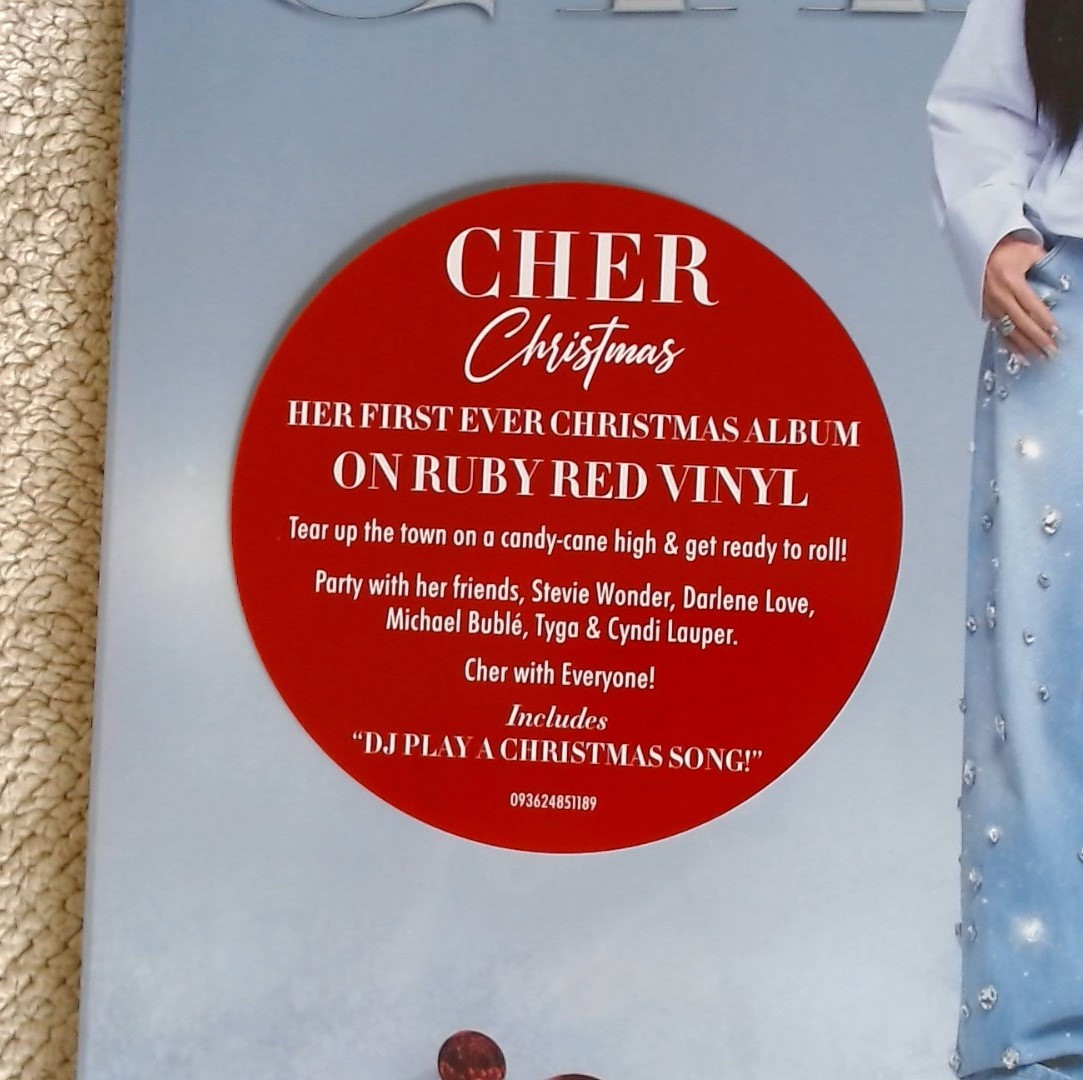 CHER
Christmas
HER FIRST EVER CHRISTMAS ALBUM
ON RUBY RED VINYL
Tear up the town on a candy-cane high & get ready to roll!
Party with her friends, Stevie Wonder, Darlene Love,
Michael Bublé, Tyga & Cyndi Lauper.
Cher with Everyone!
Includes
“DJ PLAY A CHRISTMAS SONG!”
093624851189